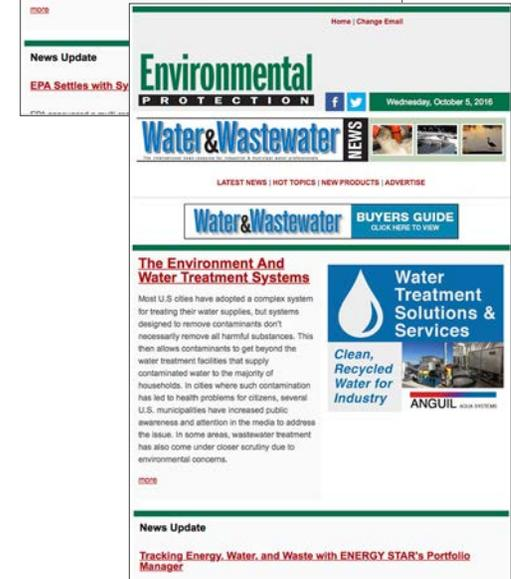 more
News Update
EPA Settles with Sy
Home | Change Email
Environmental
PROTECTION
Wednesday, October 5, 2016
Water&Wastewater NEWS
LATEST NEWS | HOT TOPICS | NEW PRODUCTS | ADVERTISE
Water&Wastewater
BUYERS GUIDE
CLICK HERE TO VIEW
The Environment And
Water Treatment Systems
Most U.S cities have adopted a complex system
for treating their water supplies, but systems
designed to remove contaminants don't
necessarily remove all harmful substances. This
then allows contaminants to get beyond the
water treatment facilities that supply
contaminated water to the majority of
households. In cities where such contamination
has led to health problems for citizens, several
U.S. municipalities have increased public
awareness and attention in the media to address
the issue. In some areas, wastewater treatment
has also come under closer scrutiny due to
environmental concerns.
more
Water
Treatment
Solutions &
Services
Clean,
Recycled
Water for
Industry
ANGUIL AQUA SYSTEMS
News Update
Tracking Energy, Water, and Waste with ENERGY STAR's Portfolio
Manager